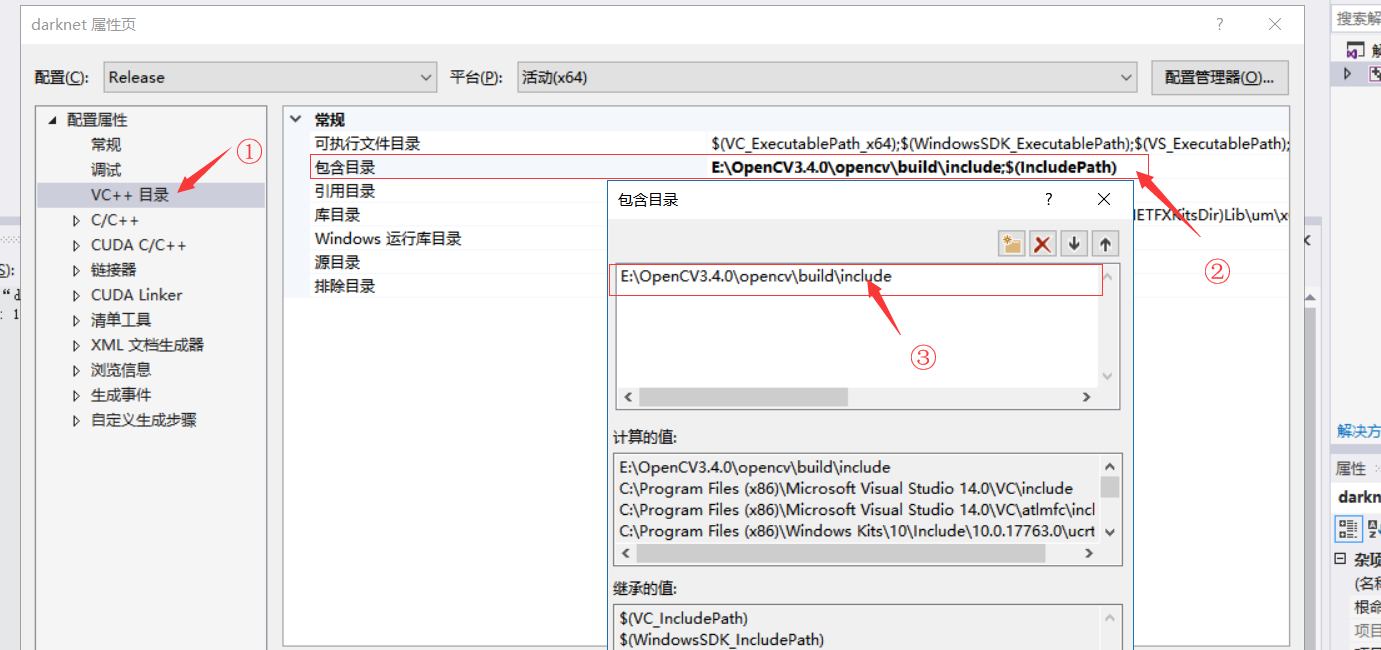 darknet 属性页
搜索解
配置(C):
Release
平台(P):
活动(x64)
配置管理器(O)...
配置属性
常规
调试
VC++ 目录
C/C++
CUDA C/C++
链接器
CUDA Linker
清单工具
XML 文档生成器
浏览信息
生成事件
自定义生成步骤
①
常规
可执行文件目录
$(VC_ExecutablePath_x64);$(WindowsSDK_ExecutablePath);$(VS_ExecutablePath);
包含目录
E:\OpenCV3.4.0\opencv\build\include;$(IncludePath)
引用目录
库目录
ETFXKitsDir)Lib\um\x
Windows 运行库目录
源目录
排除目录
②
包含目录
E:\OpenCV3.4.0\opencv\build\include
③
计算的值:
E:\OpenCV3.4.0\opencv\build\include
C:\Program Files (x86)\Microsoft Visual Studio 14.0\VC\include
C:\Program Files (x86)\Microsoft Visual Studio 14.0\VC\atlmfc\incl
C:\Program Files (x86)\Windows Kits\10\Include\10.0.17763.0\ucrt
继承的值:
$(VC_IncludePath)
$(WindowsSDK_IncludePath)
S):
“d
: 1
解决方
属性
darkn
杂项
(名称
根命
项目